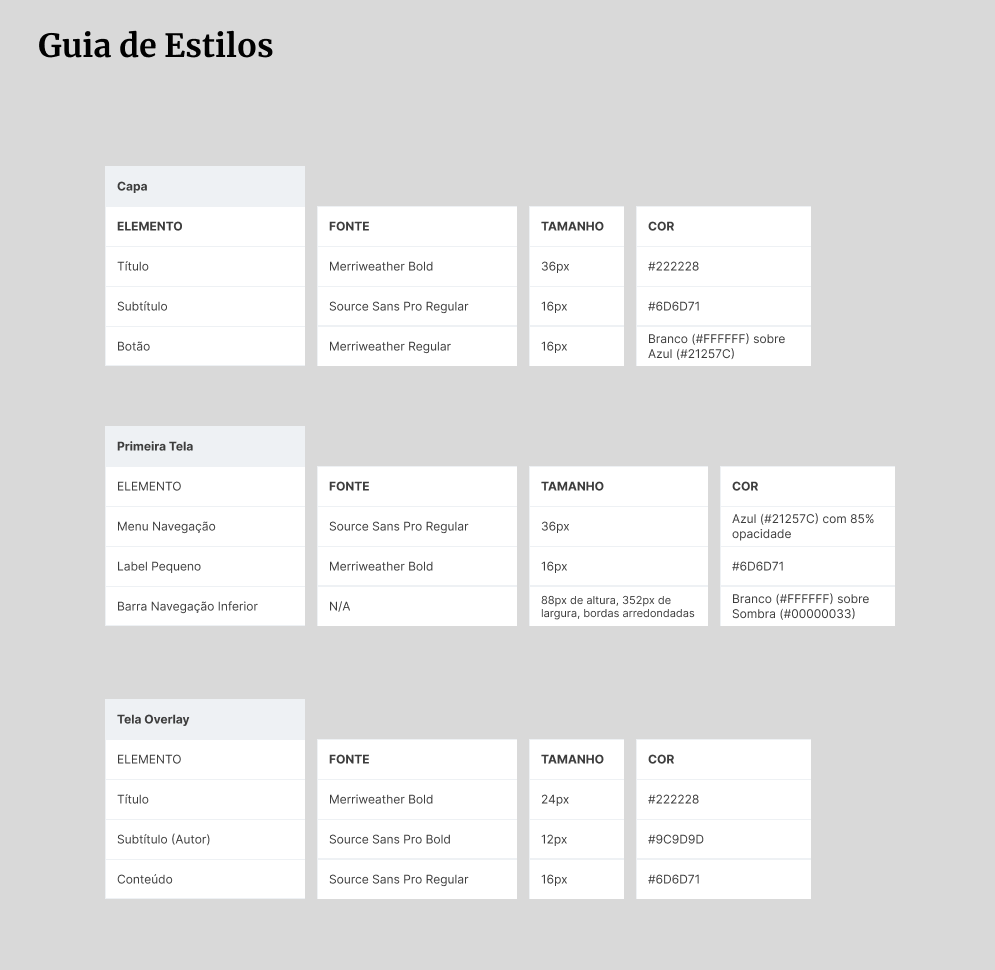 Guia de Estilos
Capa
ELEMENTO FONTE TAMANHO COR
Título Merriweather Bold 36px #222228
Subtítulo Source Sans Pro Regular 16px #6D6D71
Botão Merriweather Regular 16px Branco (#FFFFFF) sobre
Azul (#21257C)
Primeira Tela
ELEMENTO FONTE TAMANHO COR
Menu Navegação Source Sans Pro Regular 36px Azul (#21257C) com 85%
opacidade
Label Pequeno Merriweather Bold 16px #6D6D71
Barra Navegação Inferior N/A 88px de altura, 352px de
largura, bordas arredondadas
Branco (#FFFFFF) sobre
Sombra (#00000033)
Tela Overlay
ELEMENTO FONTE TAMANHO COR
Título Merriweather Bold 24px #222228
Subtítulo (Autor) Source Sans Pro Bold 12px #9C9D9D
Conteúdo Source Sans Pro Regular 16px #6D6D71